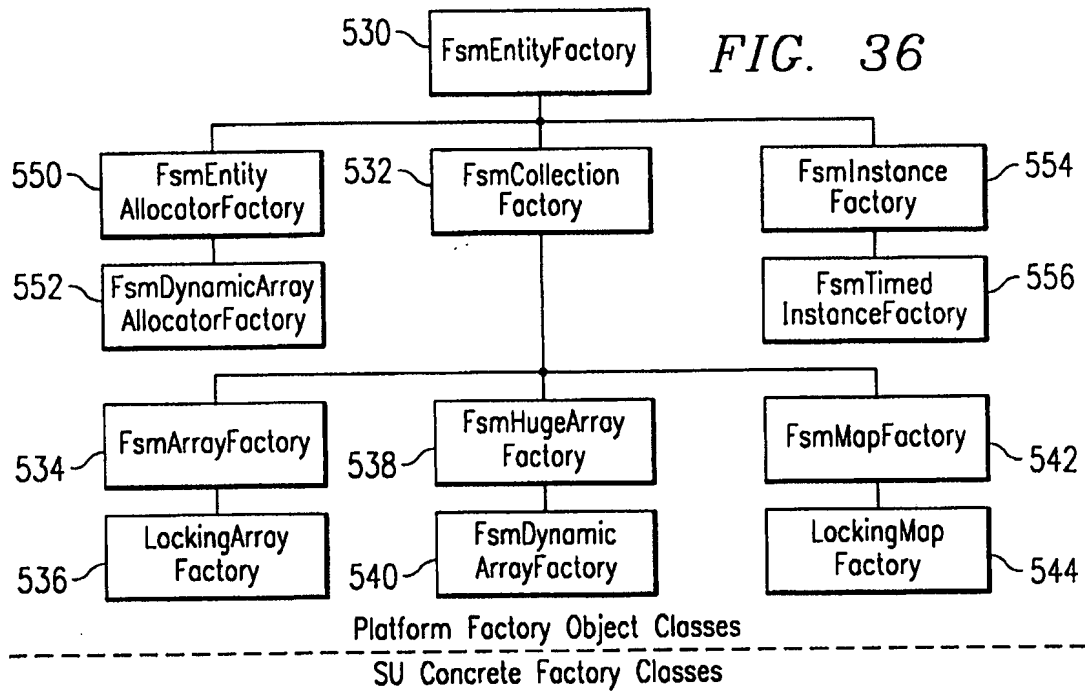 530
FsmEntityFactory
FIG. 36
550
FsmEntity
AllocatorFactory
532
FsmCollection
Factory
FsmInstance
Factory
554
552
FsmDynamicArray
AllocatorFactory
FsmTimed
InstanceFactory
556
534
FsmArrayFactory
538
FsmHugeArray
Factory
FsmMapFactory
542
536
LockingArray
Factory
540
FsmDynamic
ArrayFactory
LockingMap
Factory
544
Platform Factory Object Classes
SU Concrete Factory Classes